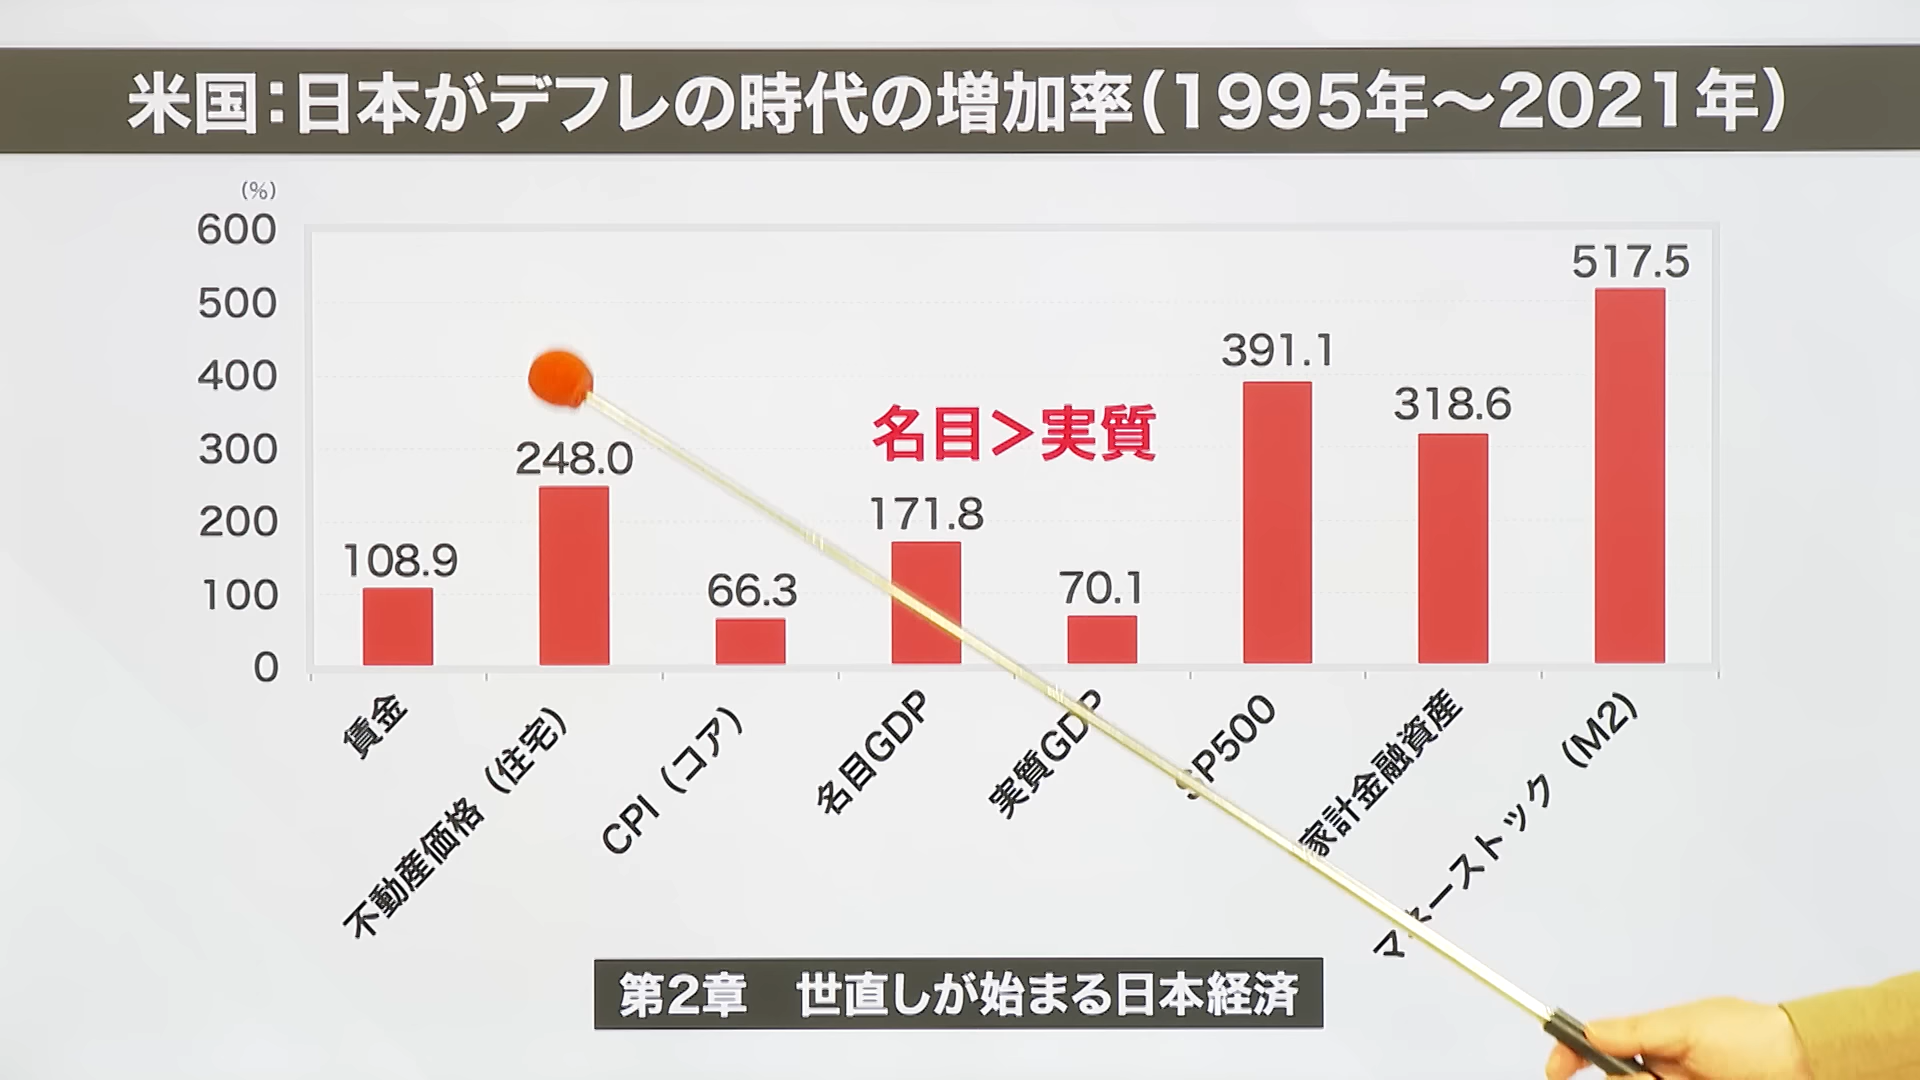 米国：日本がデフレの時代の増加率(1995年～2021年)
(%)
600
500
400
300
200
100
0
108.9
248.0
66.3
171.8
70.1
391.1
318.6
517.5
名目＞実質
賃金
不動産価格（住宅）
CPI（コア）
名目GDP
実質GDP
SP500
家計金融資産
マネーストック（M2）
第2章　世直しが始まる日本経済